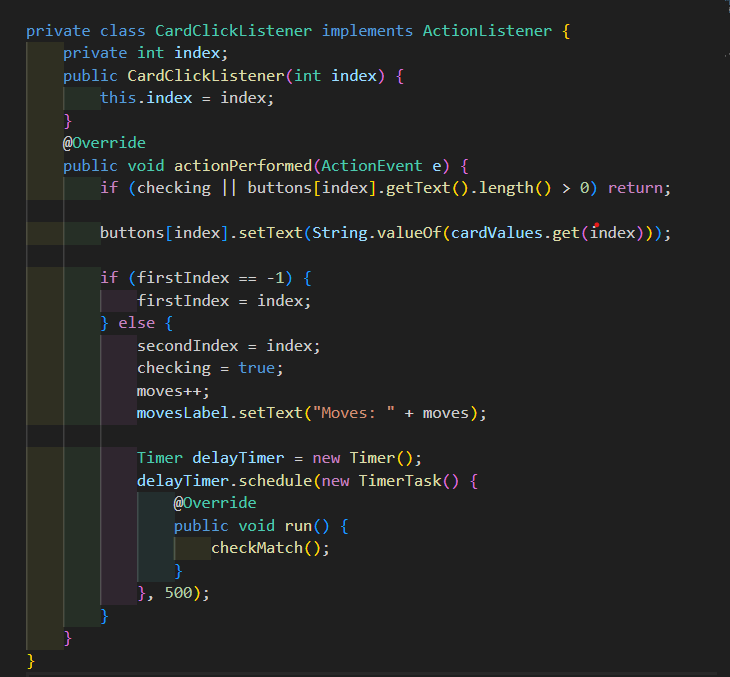 private class CardClickListener implements ActionListener {
    private int index;
    public CardClickListener(int index) {
        this.index = index;
    }
    @Override
    public void actionPerformed(ActionEvent e) {
        if (checking || buttons[index].getText().length() > 0) return;

        buttons[index].setText(String.valueOf(cardValues.get(index)));

        if (firstIndex == -1) {
            firstIndex = index;
        } else {
            secondIndex = index;
            checking = true;
            moves++;
            movesLabel.setText("Moves: " + moves);

            Timer delayTimer = new Timer();
            delayTimer.schedule(new TimerTask() {
                @Override
                public void run() {
                    checkMatch();
                }
            }, 500);
        }
    }
}